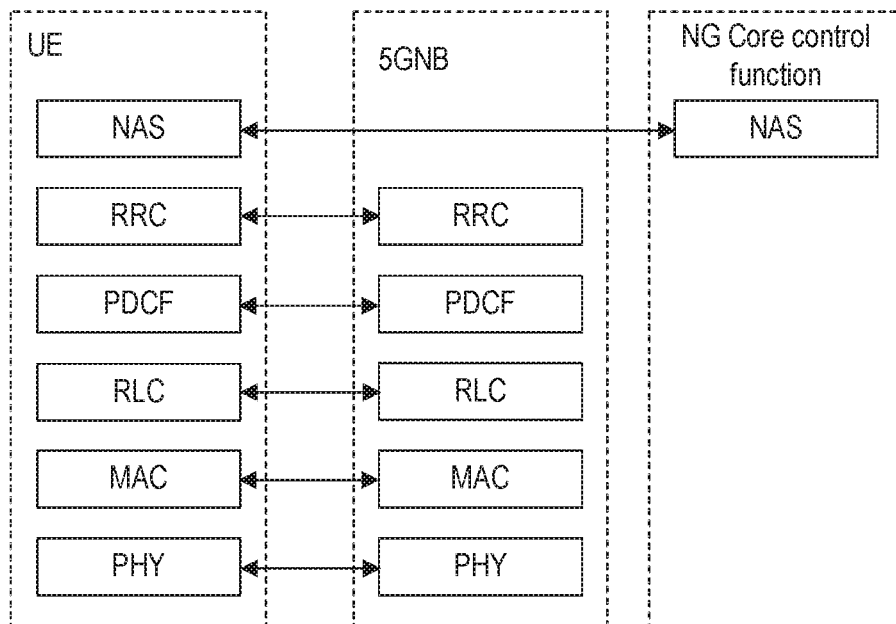 UE
5GNB
NG Core control
function
NAS
NAS
RRC
RRC
PDCF
PDCF
RLC
RLC
MAC
MAC
PHY
PHY